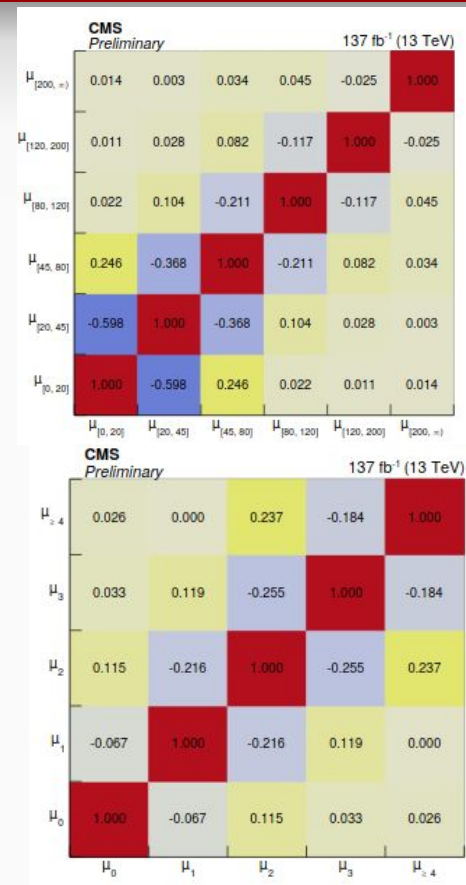 CMS
Preliminary 137 fb⁻¹ (13 TeV)
μ[200, ∞) 0.014 0.003 0.034 0.045 -0.025 1.000
μ[120, 200] 0.011 0.028 0.082 -0.117 1.000 -0.025
μ[80, 120] 0.022 0.104 -0.211 1.000 -0.117 0.045
μ[45, 80] 0.246 -0.368 1.000 -0.211 0.082 0.034
μ[20, 45] -0.598 1.000 -0.368 0.104 0.028 0.003
μ[0, 20] 1.000 -0.598 0.246 0.022 0.011 0.014
μ[0, 20] μ[20, 45] μ[45, 80] μ[80, 120] μ[120, 200] μ[200, ∞)
CMS
Preliminary 137 fb⁻¹ (13 TeV)
μ≥ 4 0.026 0.000 0.237 -0.184 1.000
μ3 0.033 0.119 -0.255 1.000 -0.184
μ2 0.115 -0.216 1.000 -0.255 0.237
μ1 -0.067 1.000 -0.216 0.119 0.000
μ0 1.000 -0.067 0.115 0.033 0.026
μ0 μ1 μ2 μ3 μ≥ 4